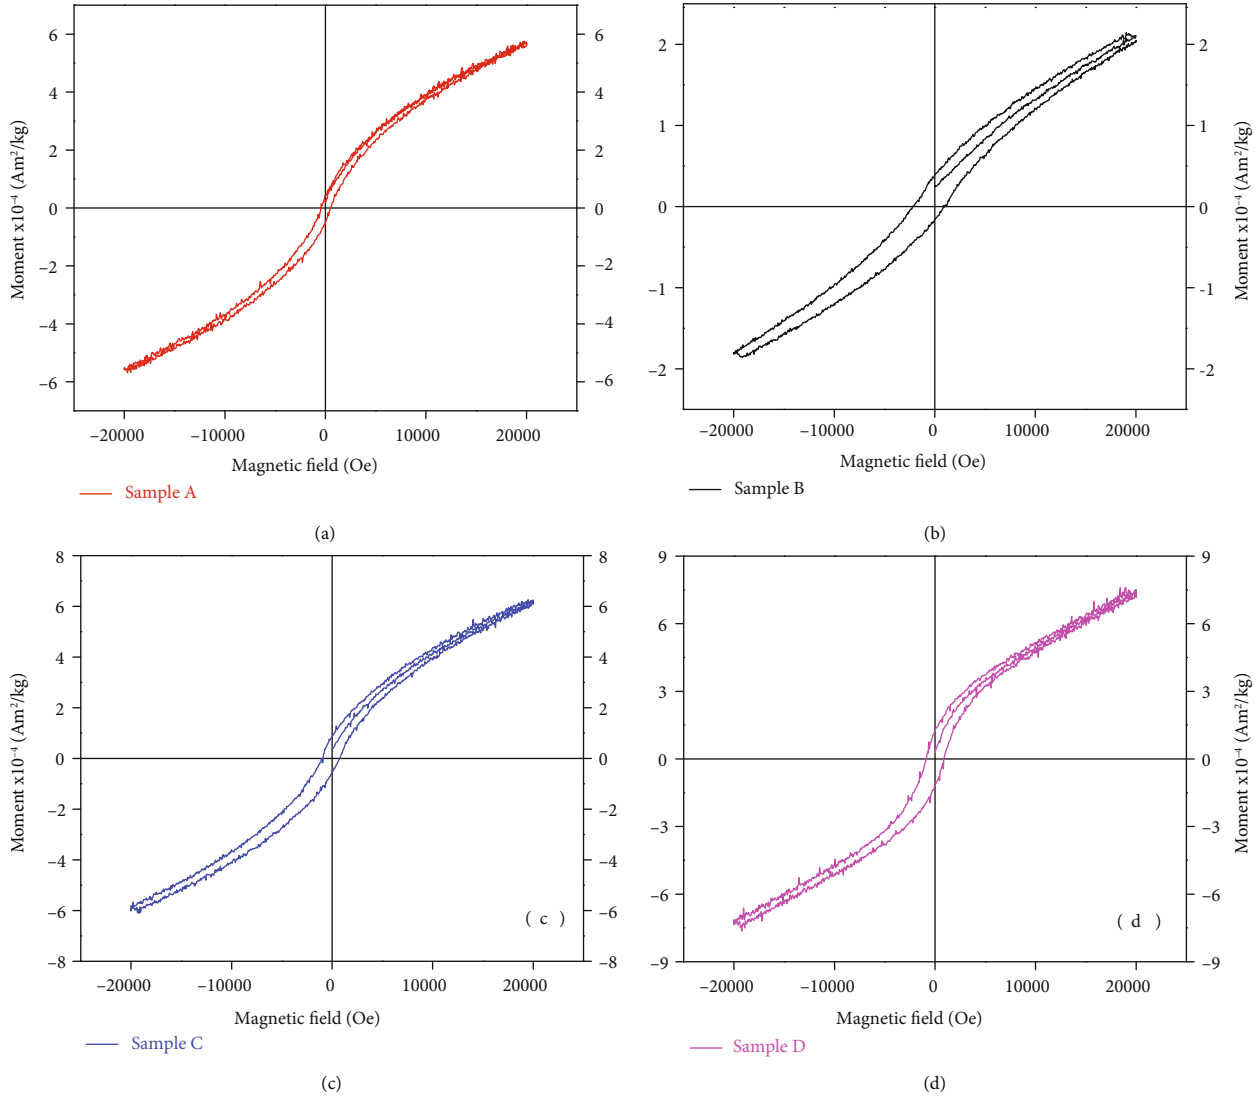 6
4
2
0
−2
−4
−6
Moment x10⁻⁴ (Am²/kg)
6
4
2
0
−2
−4
−6
−20000 −10000 0 10000 20000
Magnetic field (Oe)
Sample A
(a)
2
1
0
−1
−2
Moment x10⁻⁴ (Am²/kg)
2
1
0
-1
-2
−20000 −10000 0 10000 20000
Magnetic field (Oe)
Sample B
(b)
8
6
4
2
0
−2
−4
−6
−8
Moment x10⁻⁴ (Am²/kg)
8
6
4
2
0
−2
−4
−6
−8
( c )
−20000 −10000 0 10000 20000
Magnetic field (Oe)
Sample C
(c)
9
6
3
0
−3
−6
−9
Moment x10⁻⁴ (Am²/kg)
9
6
3
0
−3
−6
−9
( d )
−20000 −10000 0 10000 20000
Magnetic field (Oe)
Sample D
(d)